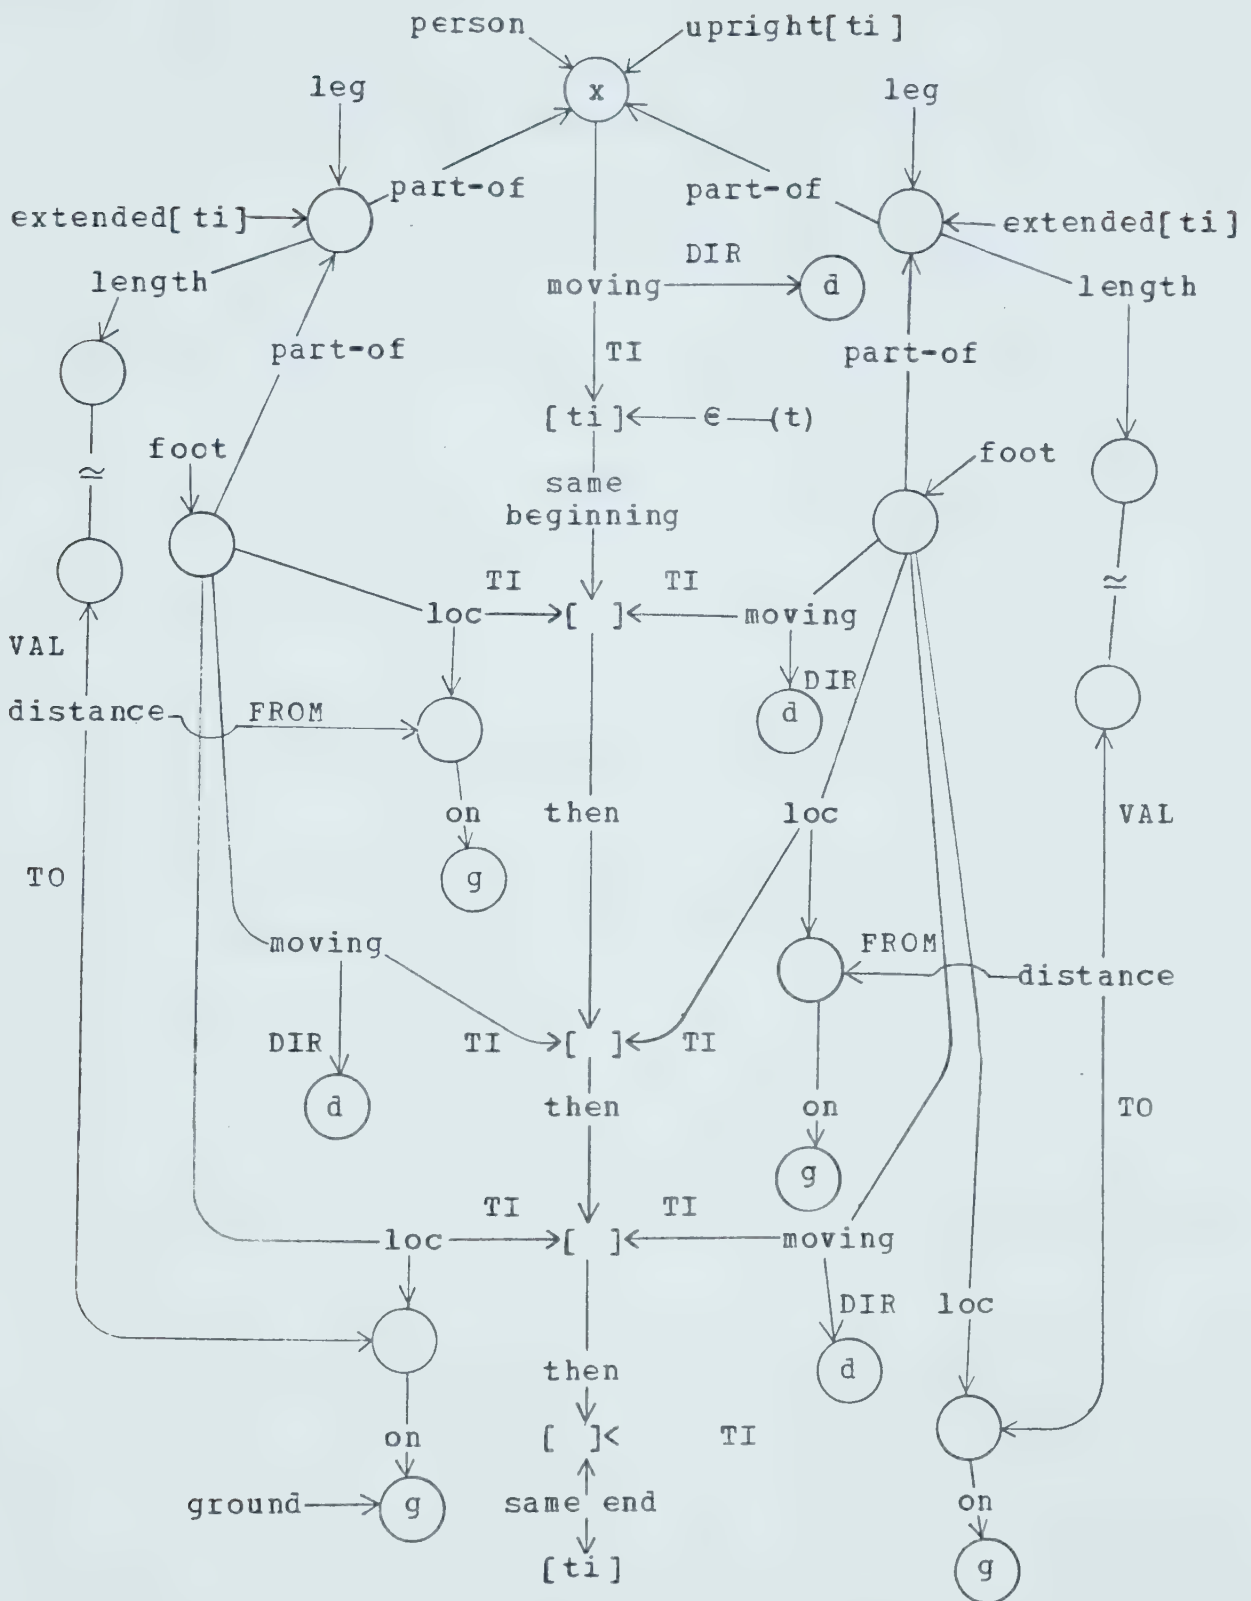 person upright[ti]
x
leg leg
part-of part-of
extended[ti] extended[ti]
DIR
length moving d length
part-of TI part-of
[ti] ϵ (t)
foot foot
≃ same
beginning
≃
TI TI
loc [ ] moving
VAL
DIR
distance FROM d
on then loc VAL
TO g
moving FROM
distance
DIR TI [ ] TI
d then on TO
g
TI TI
loc [ ] moving
DIR loc
then d
on [ ]< TI
ground g same end on
[ti] g